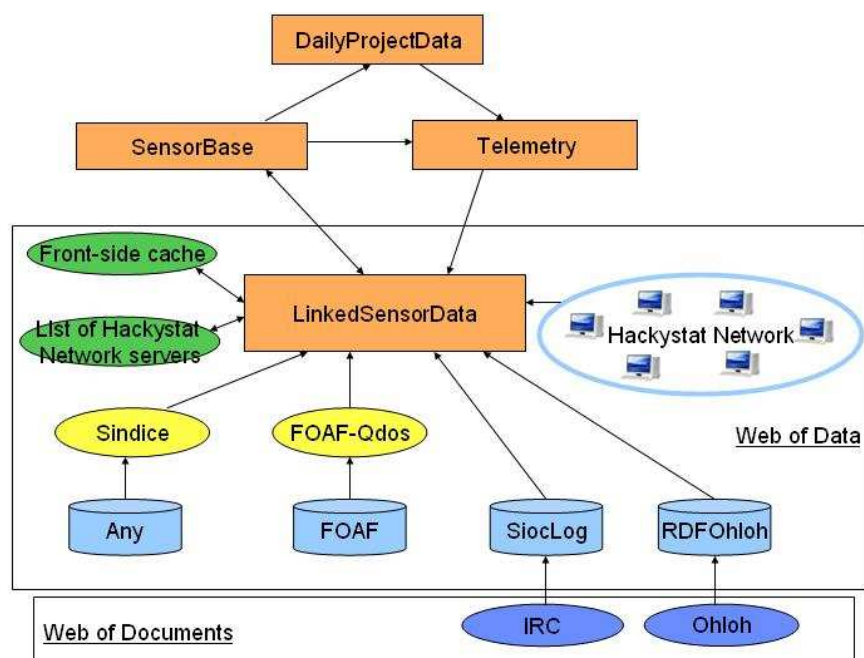 DailyProjectData
SensorBase
Telemetry
Front-side cache
LinkedSensorData
List of Hackystat
Network servers
Hackystat Network
Sindice
FOAF-Qdos
Web of Data
Any
FOAF
SiocLog
RDFOhloh
Web of Documents
IRC
Ohloh